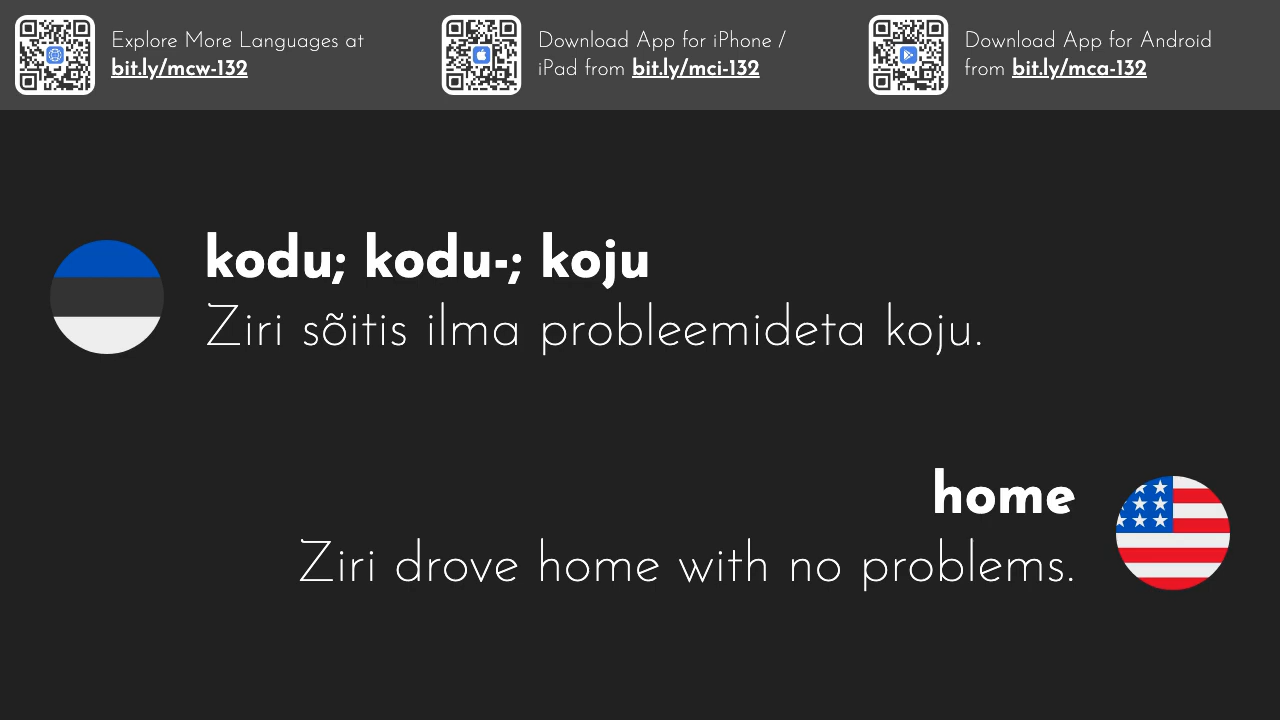 Explore More Languages at
bit.ly/mcw-132
Download App for iPhone /
iPad from bit.ly/mci-132
Download App for Android
from bit.ly/mca-132
kodu; kodu-; koju
Ziri sõitis ilma probleemideta koju.
home
Ziri drove home with no problems.